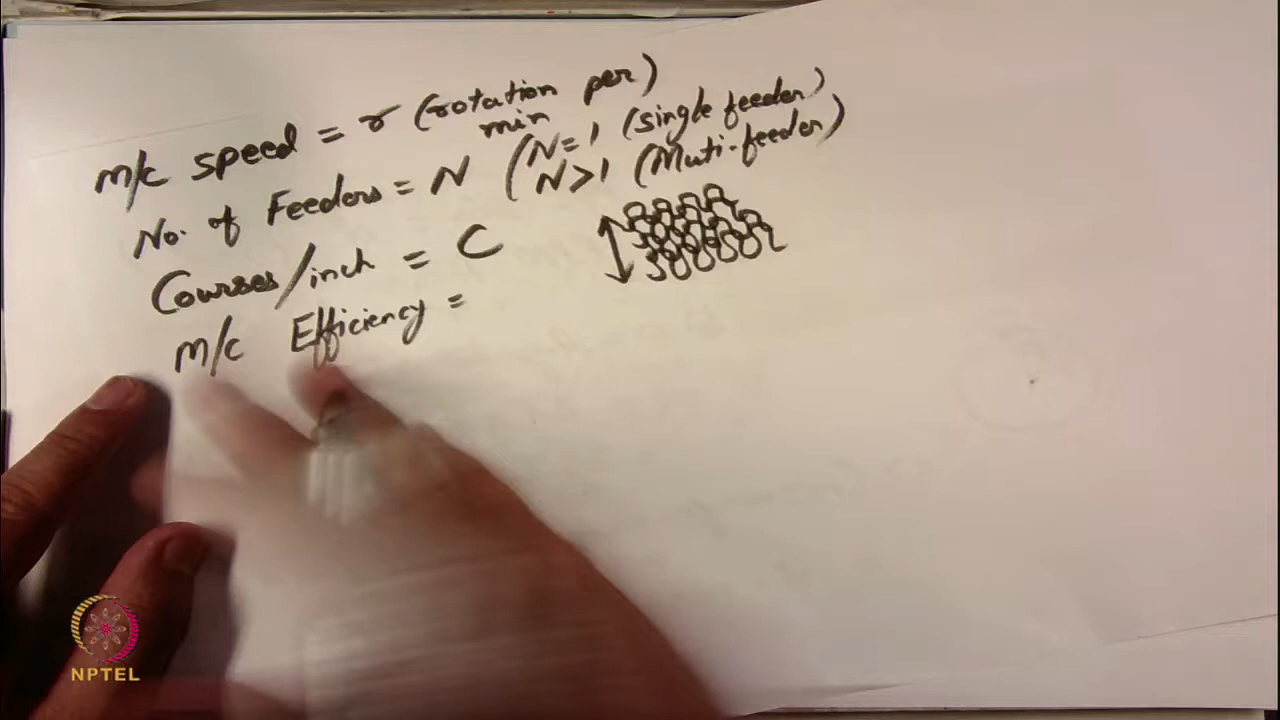 m/c speed = r (rotation per min)
No. of Feeders = N (N=1 (single feeder)
N>1 (Muti-feeder)
Courses/inch = C
m/c Efficiency =
NPTEL